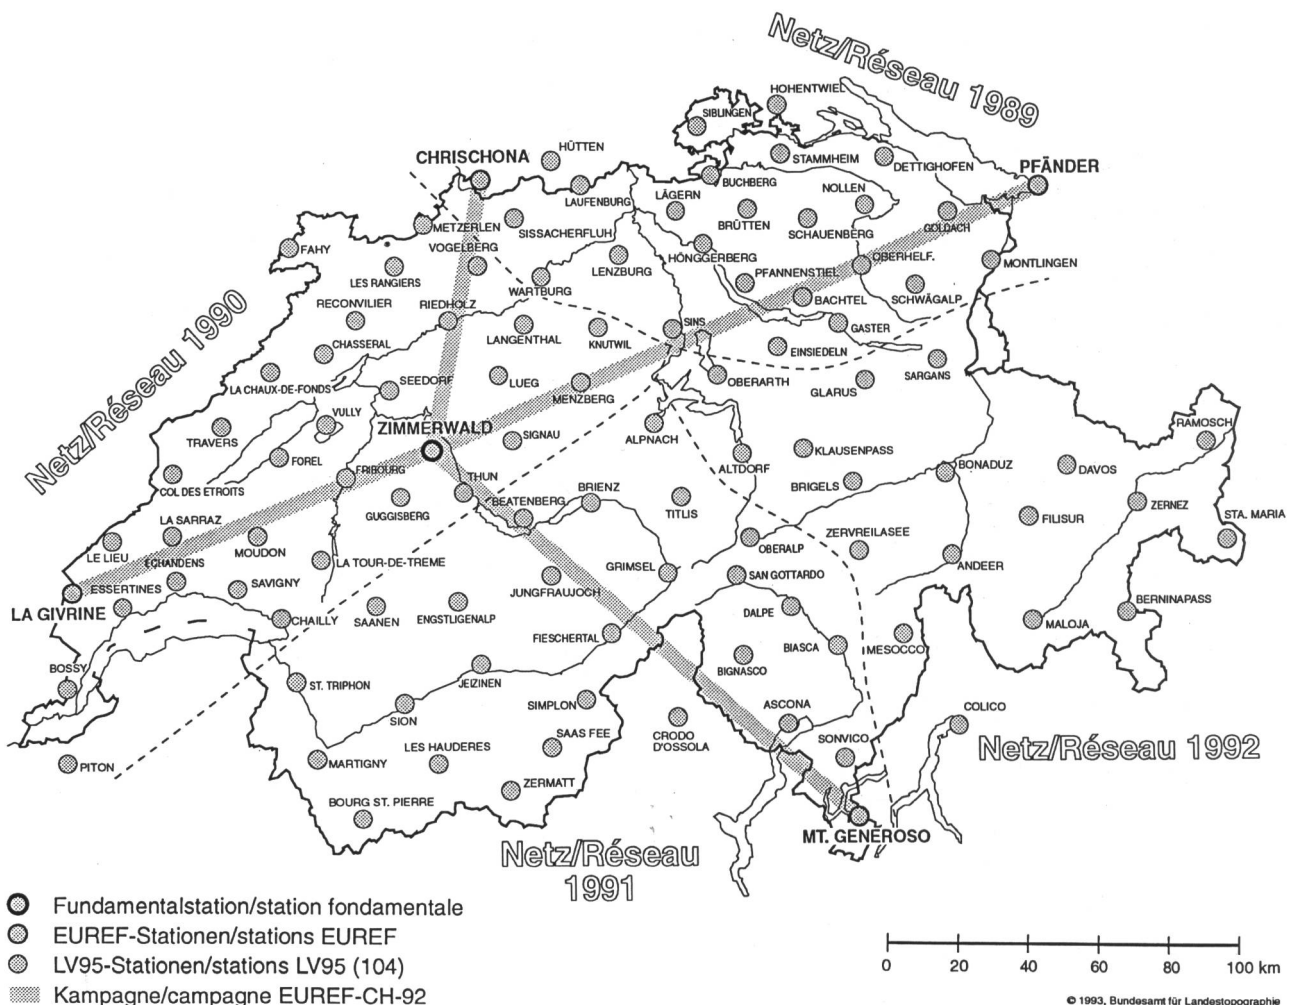 Netz/Réseau 1989
HOHENTWIEL
SIBLINGEN
CHRISCHONA
HÜTTEN
STAMMHEIM
DETTIGHOFEN
PFÄNDER
BUCHBERG
NOLLEN
LAUFENBURG
LÄGERN
METZERLEN
BRÜTTEN
SISSACHERFLUH
SCHAUENBERG
GOLDACH
FAHY
VOGELBERG
LENZBURG
HÖNGGERBERG
OBERHELF.
MONTLINGEN
LES RANGIERS
WARTBURG
PFANNENSTIEL
BACHTEL
SCHWÄGALP
Netz/Réseau 1990
RECONVILIER
RIEDHOLZ
LANGENTHAL
KNUTWIL
SINS
GASTER
CHASSERAL
EINSIEDELN
SARGANS
LA CHAUX-DE-FONDS
SEEDORF
LUEG
MENZBERG
OBERARTH
GLARUS
VULLY
ZIMMERWALD
TRAVERS
SIGNAU
ALPNACH
RAMOSCH
FOREL
FRIBOURG
ALTDORF
KLAUSENPASS
BONADUZ
DAVOS
COL DES ETROITS
THUN
BEATENBERG
BRIENZ
BRIGELS
GUGGISBERG
TITLIS
FILISUR
ZERNEZ
STA. MARIA
LA SARRAZ
LE LIEU
MOUDON
ZERVREILASEE
OBERALP
ECHANDENS
LA TOUR-DE-TREME
GRIMSEL
ANDEER
ESSERTINES
SAVIGNY
JUNGFRAUJOCH
SAN GOTTARDO
LA GIVRINE
CHAILLY
SAANEN
ENGSTLIGENALP
DALPE
BERNINAPASS
MALOJA
FIESCHERTAL
BIASCA
MESOCCO
BOSSY
BIGNASCO
ST. TRIPHON
JEIZINEN
SION
SIMPLON
ASCONA
COLICO
CRODO
D'OSSOLA
SONVICO
SAAS FEE
LES HAUDERES
Netz/Réseau 1992
PITON
MARTIGNY
ZERMATT
BOURG ST. PIERRE
MT. GENEROSO
Netz/Réseau
1991
Fundamentalstation/station fondamentale
EUREF-Stationen/stations EUREF
LV95-Stationen/stations LV95 (104)
Kampagne/campagne EUREF-CH-92
0 20 40 60 80 100 km
© 1993, Bundesamt für Landestopographie